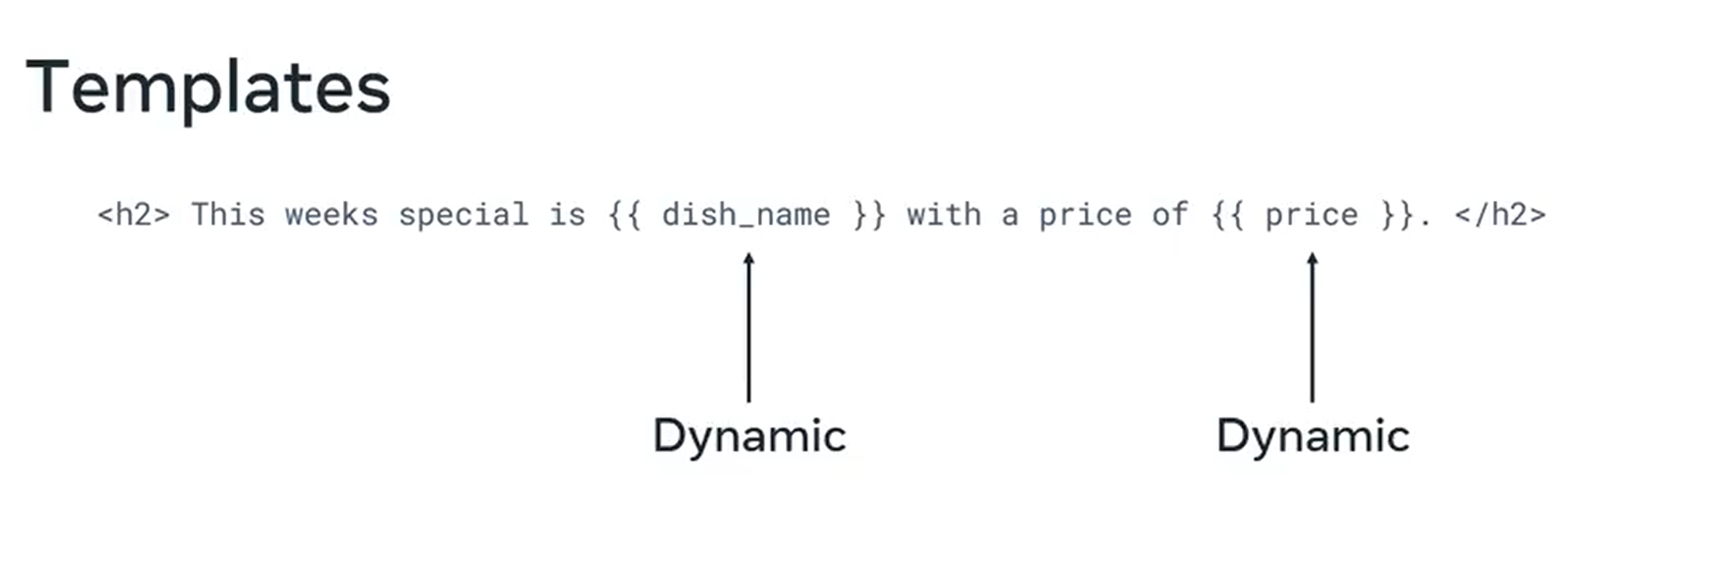 Templates
<h2> This weeks special is {{ dish_name }} with a price of {{ price }}. </h2>
Dynamic Dynamic